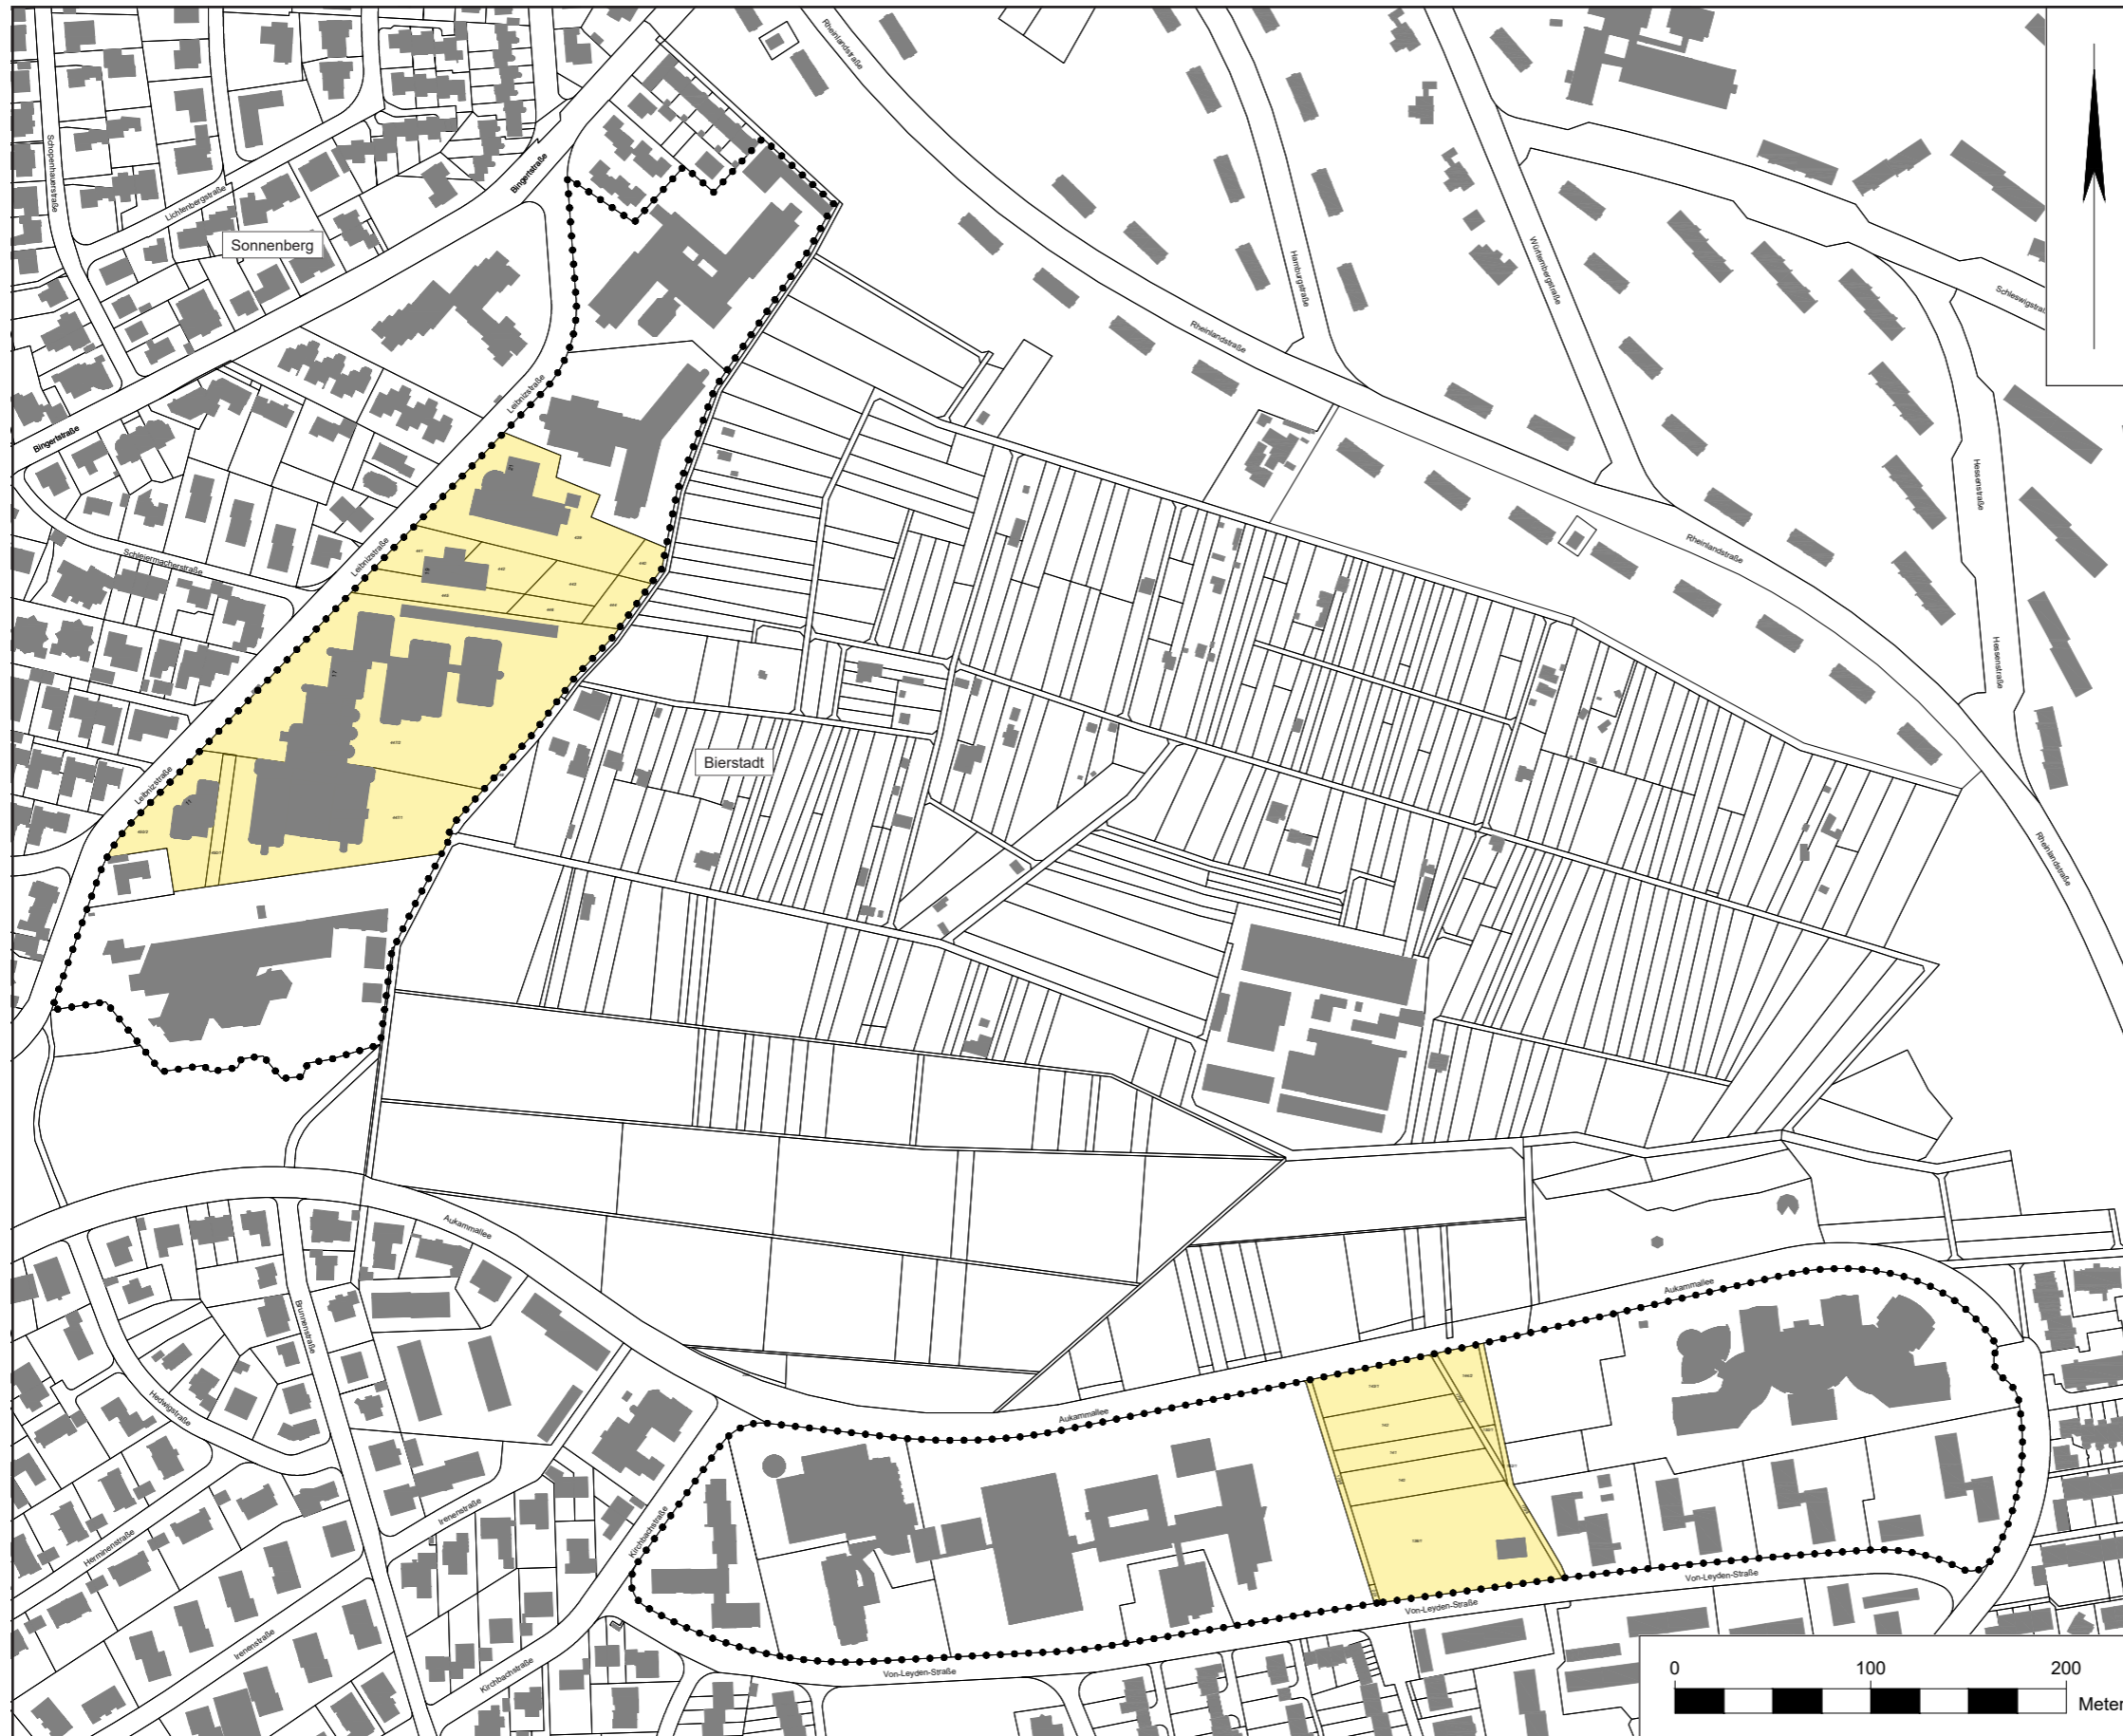 Rheinlandstraße
Schopenhauerstraße
Bingertstraße
Lichtenbergstraße
Sonnenberg
Hamburgstraße
Württembergstraße
Rheinlandstraße
Leibnizstraße
Bingertstraße
Hessenstraße
Leibnizstraße
Schleiermacherstraße
Rheinlandstraße
Hessenstraße
Bierstadt
Leibnizstraße
Rheinlandstraße
Aukammallee
Aukammallee
Brunnenstraße
Hedwigstraße
Aukammallee
Kirchbachstraße
Irenenstraße
Herminenstraße
Von-Leyden-Straße
Von-Leyden-Straße
Irenenstraße
Kirchbachstraße
Von-Leyden-Straße
0 100 200
Meter